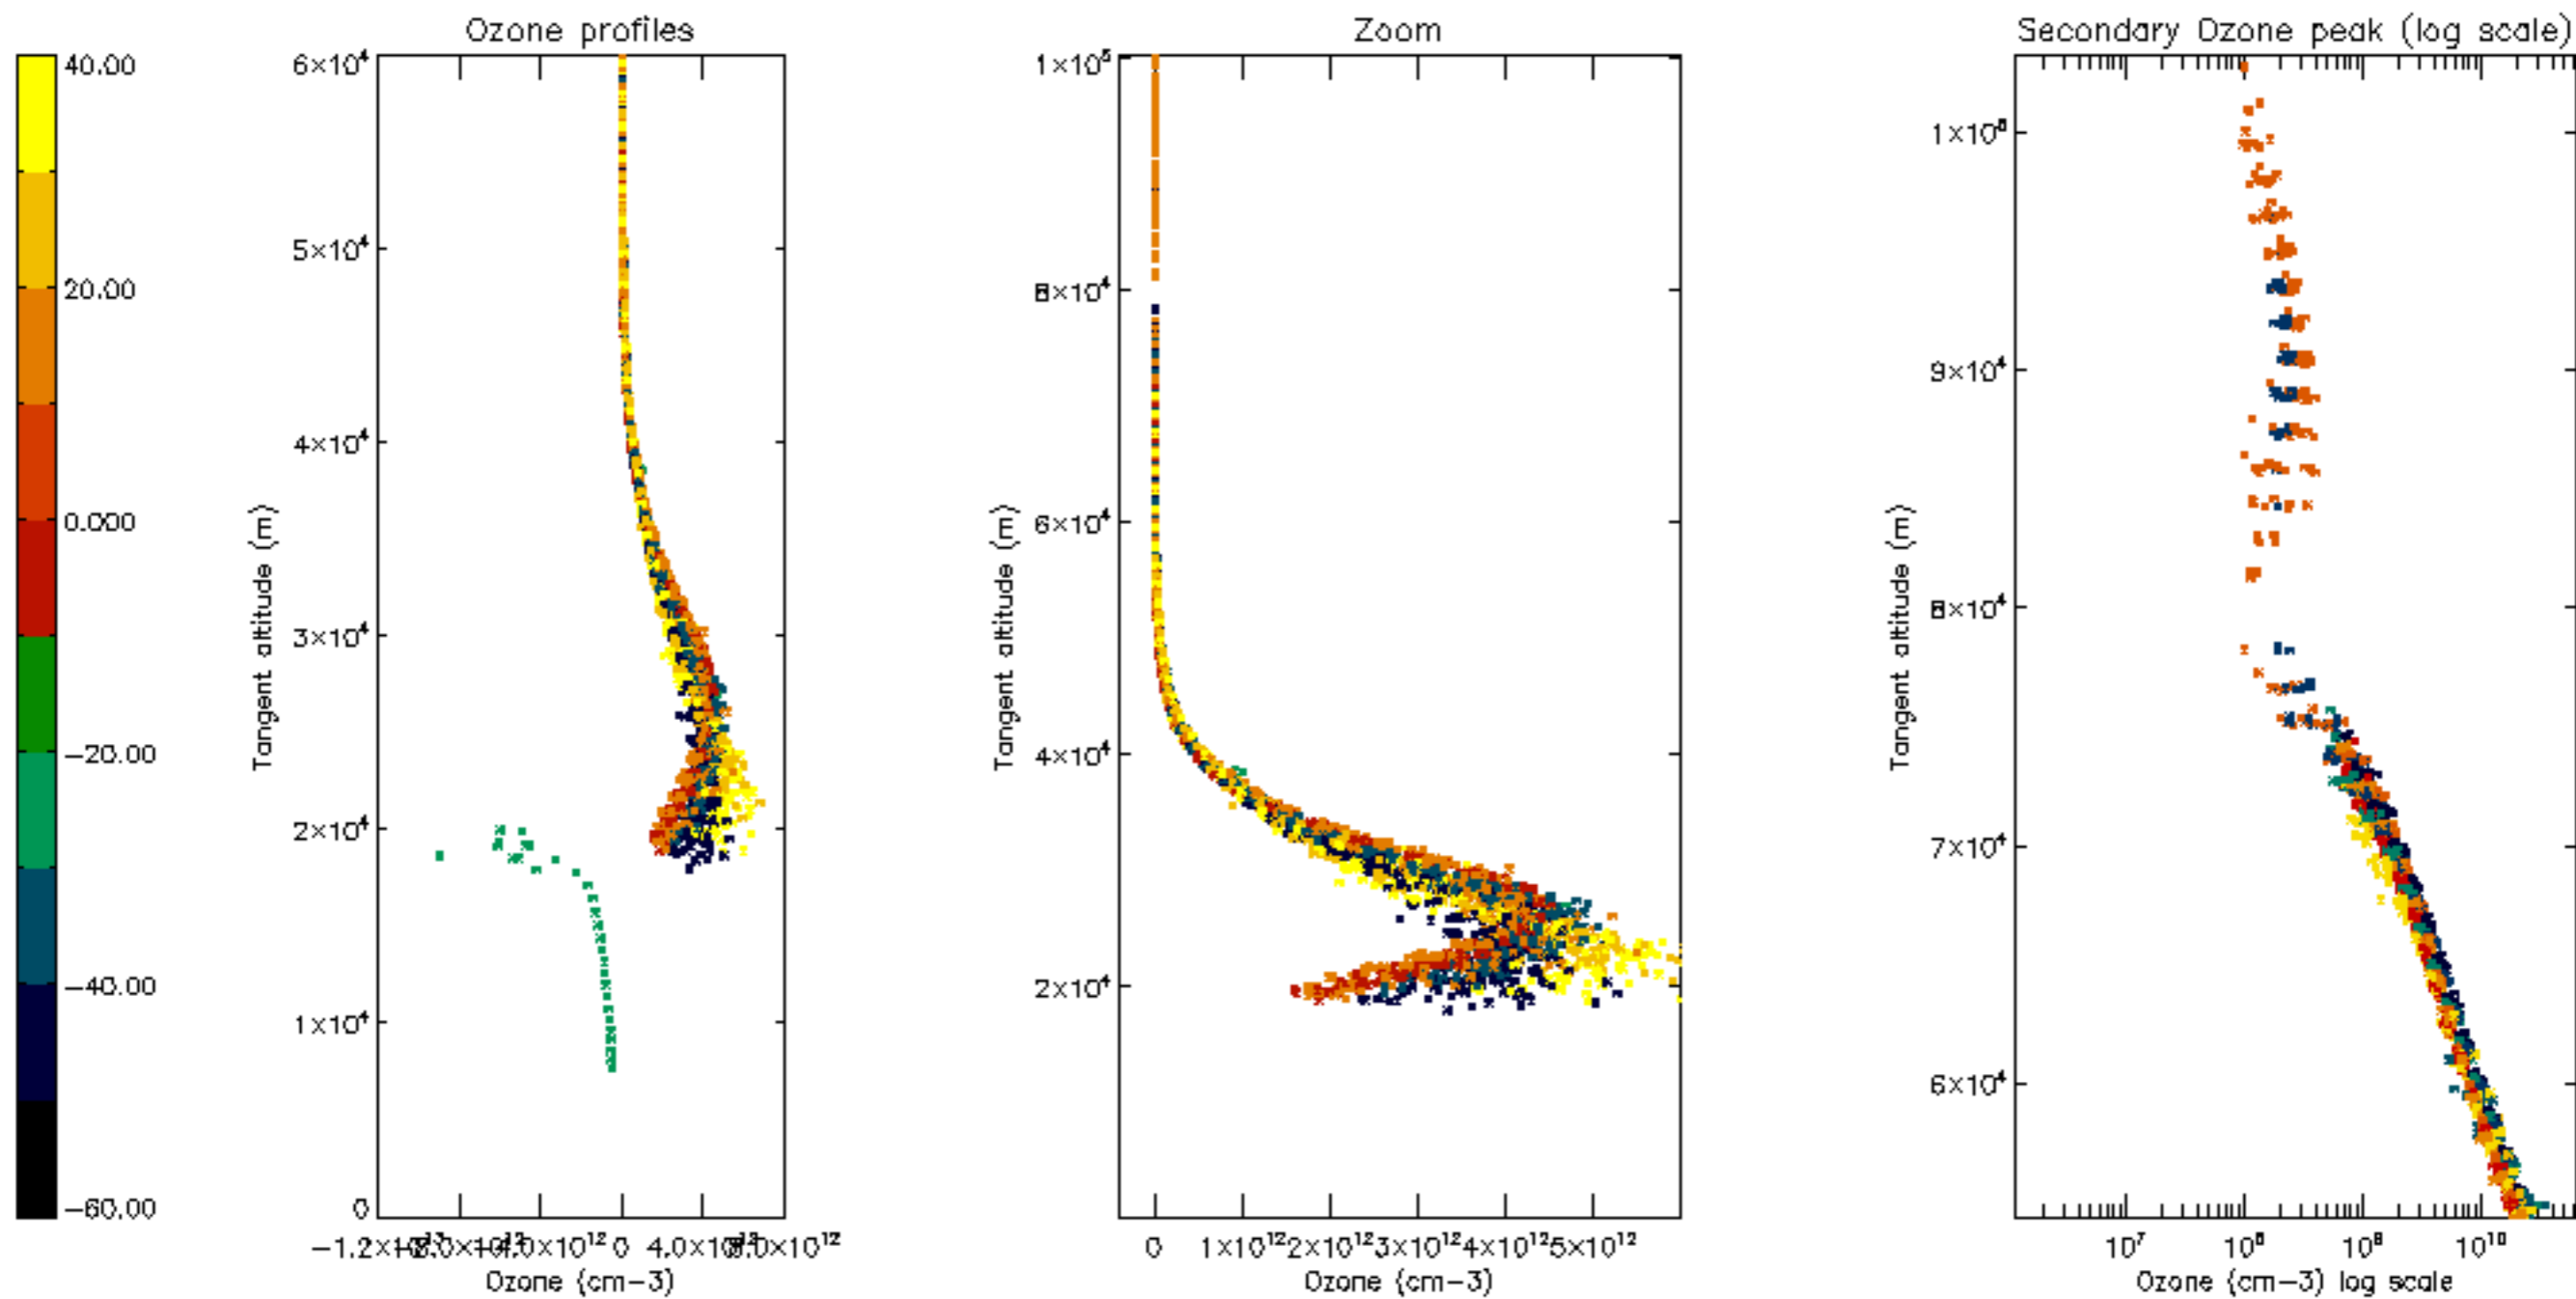 Ozone profiles
Zoom
Secondary Ozone peak (log scale)
40.00
20.00
0.000
-20.00
-40.00
-60.00
6×10⁴
5×10⁴
4×10⁴
3×10⁴
2×10⁴
1×10⁴
0
Tangent altitude (m)
0 4.0×10¹²
Ozone (cm-3)
1×10⁵
8×10⁴
6×10⁴
4×10⁴
2×10⁴
Tangent altitude (m)
0 1×10¹² 2×10¹² 3×10¹² 4×10¹² 5×10¹²
Ozone (cm-3)
9×10⁴
8×10⁴
7×10⁴
6×10⁴
Tangent altitude (m)
10⁷ 10⁸ 10⁹ 10¹⁰
Ozone (cm-3) log scale